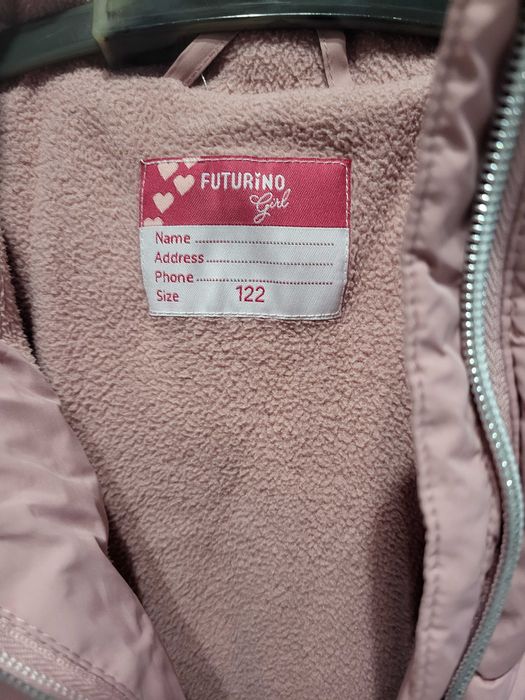 FUTURiNO
Girl
Name ..............................
Address ............................
Phone ..............................
Size 122